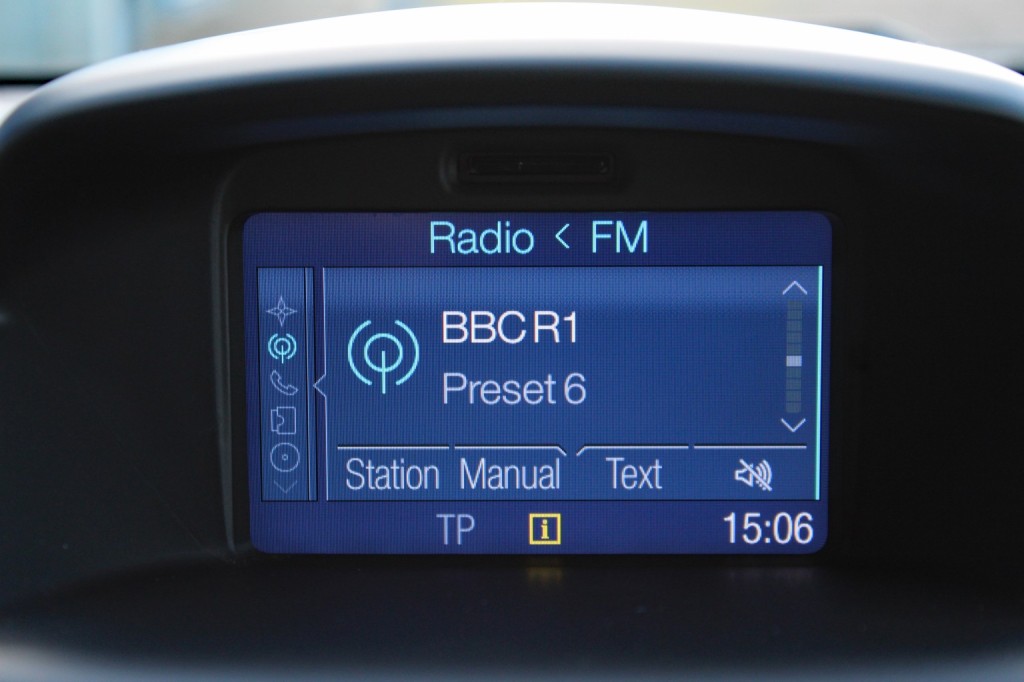 Radio < FM
BBC R1
Preset 6
Station Manual Text
TP i 15:06